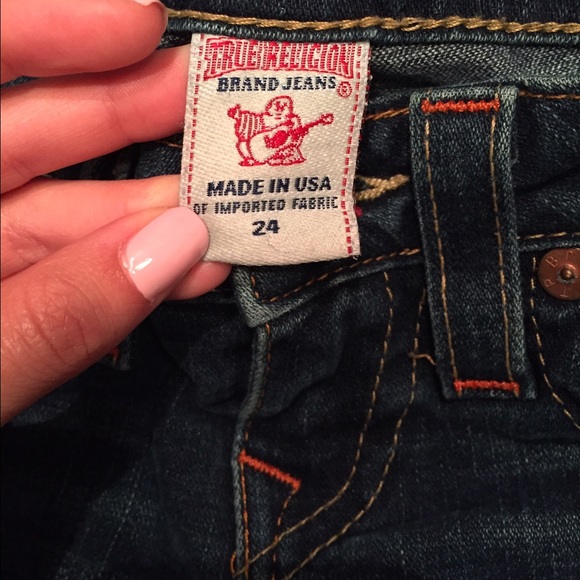 TRUE RELIGION
BRAND JEANS®
MADE IN USA
OF IMPORTED FABRIC
24